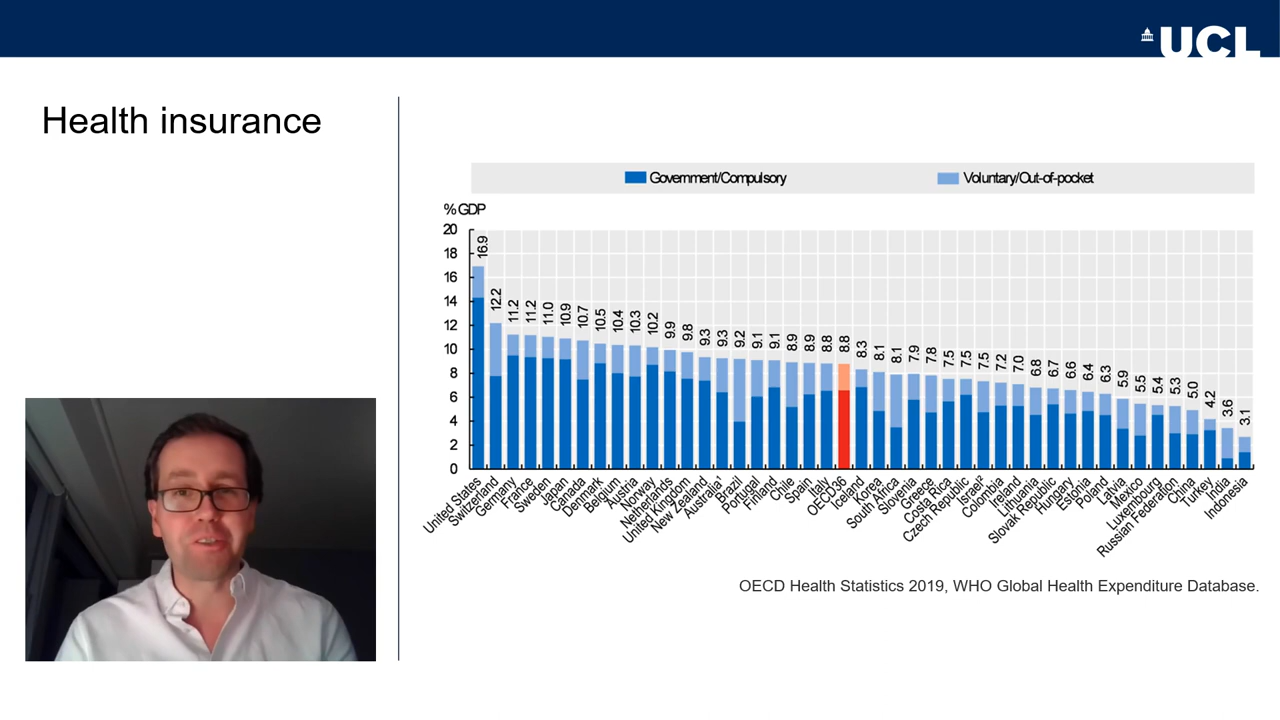 UCL
Health insurance
Government/Compulsory
Voluntary/Out-of-pocket
% GDP
20
18
16
14
12
10
8
6
4
2
0
16.9
12.2
11.2
11.2
11.0
10.9
10.7
10.5
10.4
10.3
10.2
9.9
9.8
9.3
9.3
9.2
9.1
9.1
8.9
8.9
8.8
8.8
8.3
8.1
8.1
7.9
7.8
7.5
7.5
7.5
7.2
7.0
6.8
6.7
6.6
6.4
6.3
5.9
5.5
5.4
5.3
5.0
4.2
3.6
3.1
United States
Switzerland
Germany
France
Sweden
Japan
Canada
Denmark
Belgium
Austria
Norway
Netherlands
United Kingdom
New Zealand
Australia¹
Brazil
Portugal
Finland
Chile
Spain
Italy
OECD36
Iceland
Korea
South Africa
Slovenia
Greece
Costa Rica
Czech Republic
Israel²
Colombia
Ireland
Lithuania
Slovak Republic
Hungary
Estonia
Poland
Latvia
Mexico
Luxembourg
Russian Federation
China
Turkey
India
Indonesia
OECD Health Statistics 2019, WHO Global Health Expenditure Database.